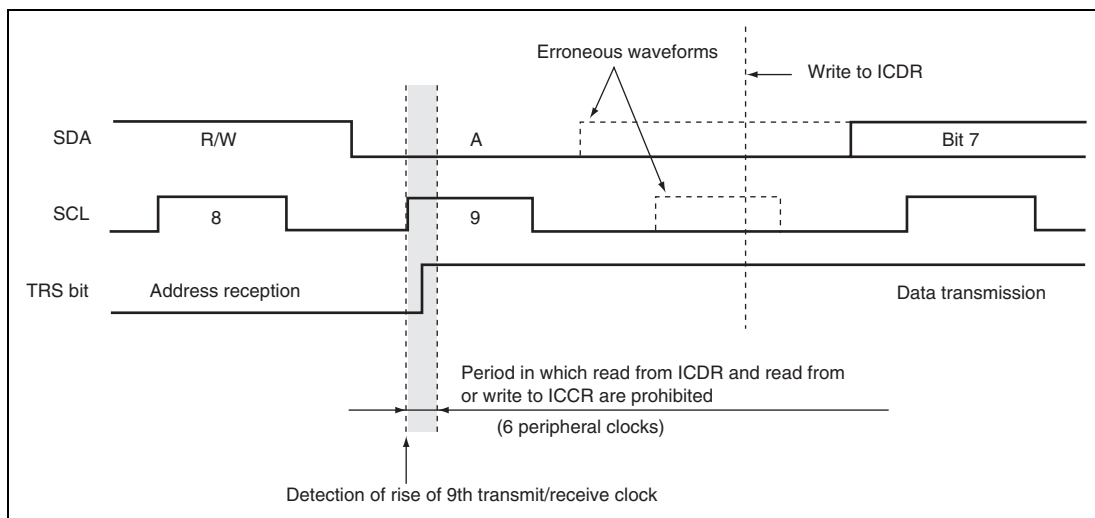 Erroneous waveforms
Write to ICDR
SDA
R/W
A
Bit 7
SCL
8
9
TRS bit
Address reception
Data transmission
Period in which read from ICDR and read from
or write to ICCR are prohibited
(6 peripheral clocks)
Detection of rise of 9th transmit/receive clock